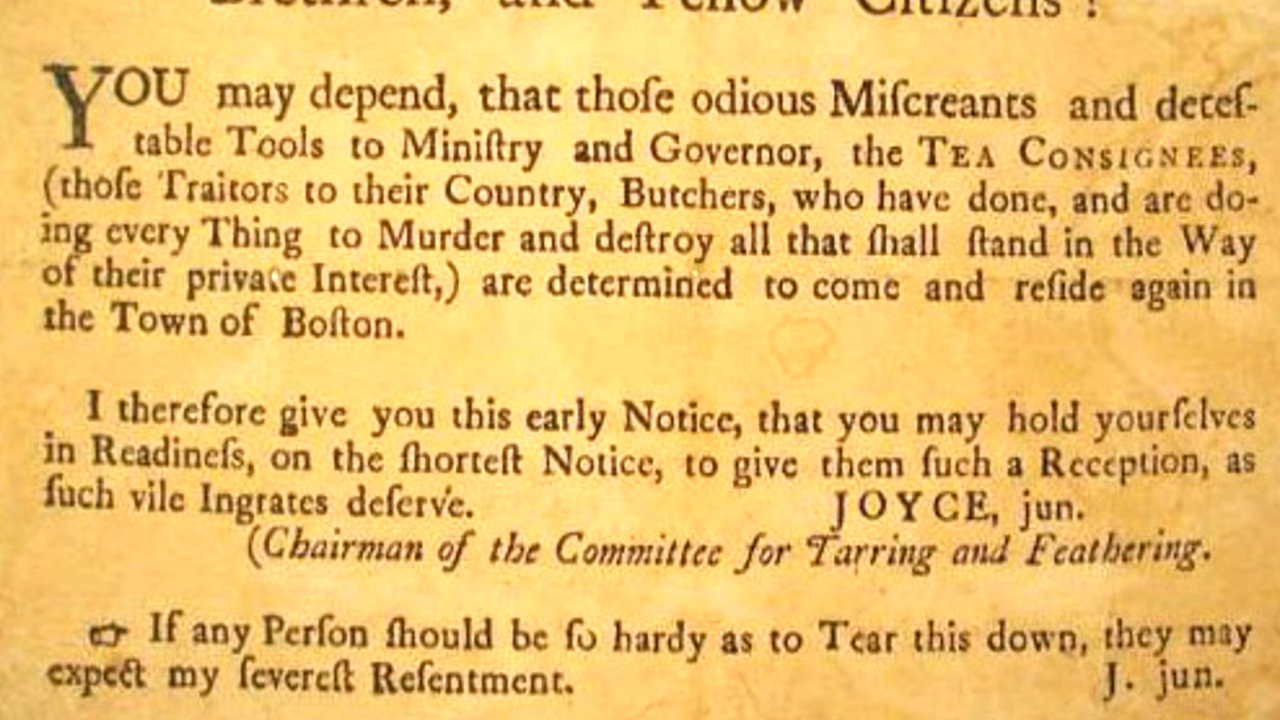 Brethren, and Fellow Citizens!
YOU may depend, that thoſe odious Miſcreants and deteſ-
table Tools to Miniſtry and Governor, the TEA CONSIGNEES,
(thoſe Traitors to their Country, Butchers, who have done, and are do-
ing every Thing to Murder and deſtroy all that ſhall ſtand in the Way
of their private Intereſt,) are determined to come and reſide again in
the Town of Boſton.
I therefore give you this early Notice, that you may hold yourſelves
in Readineſs, on the ſhorteſt Notice, to give them ſuch a Reception, as
ſuch vile Ingrates deſerve. JOYCE, jun.
(Chairman of the Committee for Tarring and Feathering.
☞ If any Perſon ſhould be ſo hardy as to Tear this down, they may
expect my ſevereſt Reſentment. J. jun.